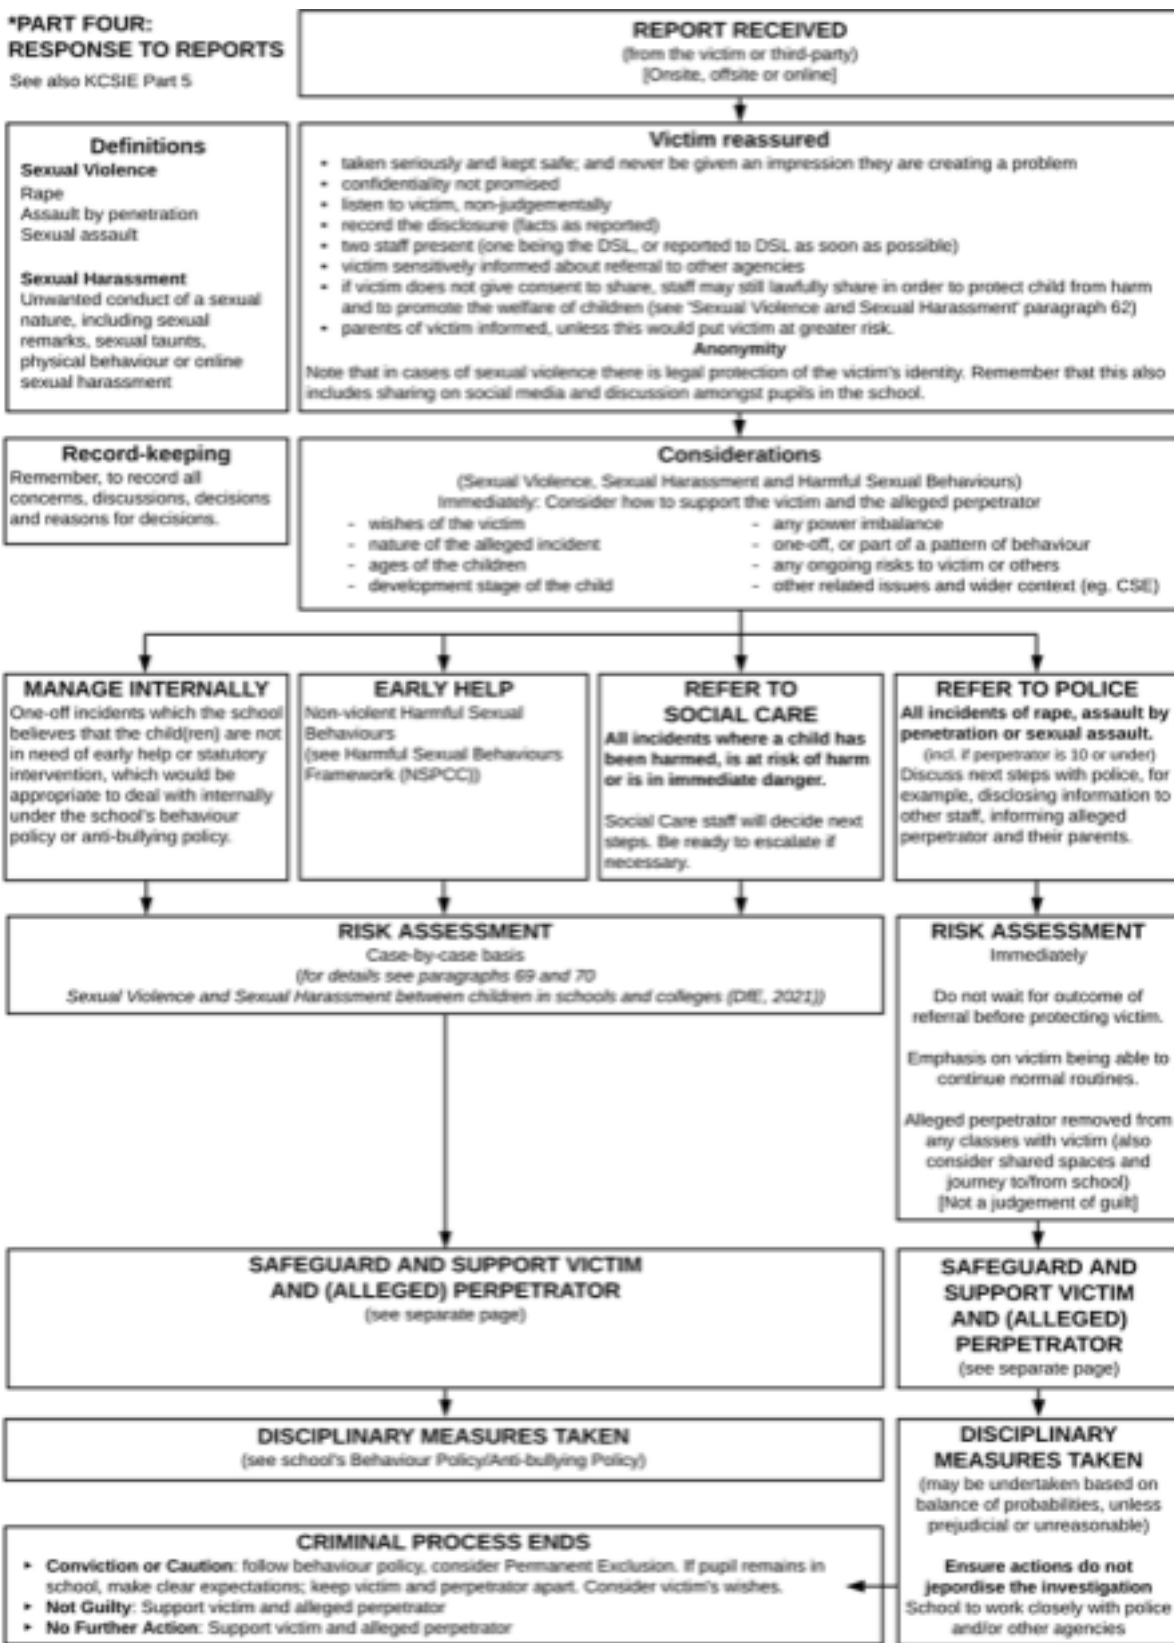 *PART FOUR:
RESPONSE TO REPORTS
See also KCSIE Part 5
REPORT RECEIVED
(from the victim or third-party)
[Onsite, offsite or online]
Definitions
Sexual Violence
Rape
Assault by penetration
Sexual assault
Sexual Harassment
Unwanted conduct of a sexual
nature, including sexual
remarks, sexual taunts,
physical behaviour or online
sexual harassment
Victim reassured
• taken seriously and kept safe; and never be given an impression they are creating a problem
• confidentiality not promised
• listen to victim, non-judgementally
• record the disclosure (facts as reported)
• two staff present (one being the DSL, or reported to DSL as soon as possible)
• victim sensitively informed about referral to other agencies
• if victim does not give consent to share, staff may still lawfully share in order to protect child from harm
and to promote the welfare of children (see 'Sexual Violence and Sexual Harassment' paragraph 62)
• parents of victim informed, unless this would put victim at greater risk.
Anonymity
Note that in cases of sexual violence there is legal protection of the victim's identity. Remember that this also
includes sharing on social media and discussion amongst pupils in the school.
Record-keeping
Remember, to record all
concerns, discussions, decisions
and reasons for decisions.
Considerations
(Sexual Violence, Sexual Harassment and Harmful Sexual Behaviours)
Immediately: Consider how to support the victim and the alleged perpetrator
- wishes of the victim
- nature of the alleged incident
- ages of the children
- development stage of the child
- any power imbalance
- one-off, or part of a pattern of behaviour
- any ongoing risks to victim or others
- other related issues and wider context (eg. CSE)
MANAGE INTERNALLY
One-off incidents which the school
believes that the child(ren) are not
in need of early help or statutory
intervention, which would be
appropriate to deal with internally
under the school's behaviour
policy or anti-bullying policy.
EARLY HELP
Non-violent Harmful Sexual
Behaviours
(see Harmful Sexual Behaviours
Framework (NSPCC))
REFER TO
SOCIAL CARE
All incidents where a child has
been harmed, is at risk of harm
or is in immediate danger.
Social Care staff will decide next
steps. Be ready to escalate if
necessary.
REFER TO POLICE
All incidents of rape, assault by
penetration or sexual assault.
(incl. if perpetrator is 10 or under)
Discuss next steps with police, for
example, disclosing information to
other staff, informing alleged
perpetrator and their parents.
RISK ASSESSMENT
Case-by-case basis
(for details see paragraphs 69 and 70
Sexual Violence and Sexual Harassment between children in schools and colleges (DfE, 2021))
RISK ASSESSMENT
Immediately
Do not wait for outcome of
referral before protecting victim.
Emphasis on victim being able to
continue normal routines.
Alleged perpetrator removed from
any classes with victim (also
consider shared spaces and
journey to/from school)
[Not a judgement of guilt]
SAFEGUARD AND SUPPORT VICTIM
AND (ALLEGED) PERPETRATOR
(see separate page)
SAFEGUARD AND
SUPPORT VICTIM
AND (ALLEGED)
PERPETRATOR
(see separate page)
DISCIPLINARY MEASURES TAKEN
(see school's Behaviour Policy/Anti-bullying Policy)
DISCIPLINARY
MEASURES TAKEN
(may be undertaken based on
balance of probabilities, unless
prejudicial or unreasonable)
Ensure actions do not
jepordise the investigation
School to work closely with police
and/or other agencies
CRIMINAL PROCESS ENDS
▸ Conviction or Caution: follow behaviour policy, consider Permanent Exclusion. If pupil remains in
school, make clear expectations; keep victim and perpetrator apart. Consider victim's wishes.
▸ Not Guilty: Support victim and alleged perpetrator
▸ No Further Action: Support victim and alleged perpetrator